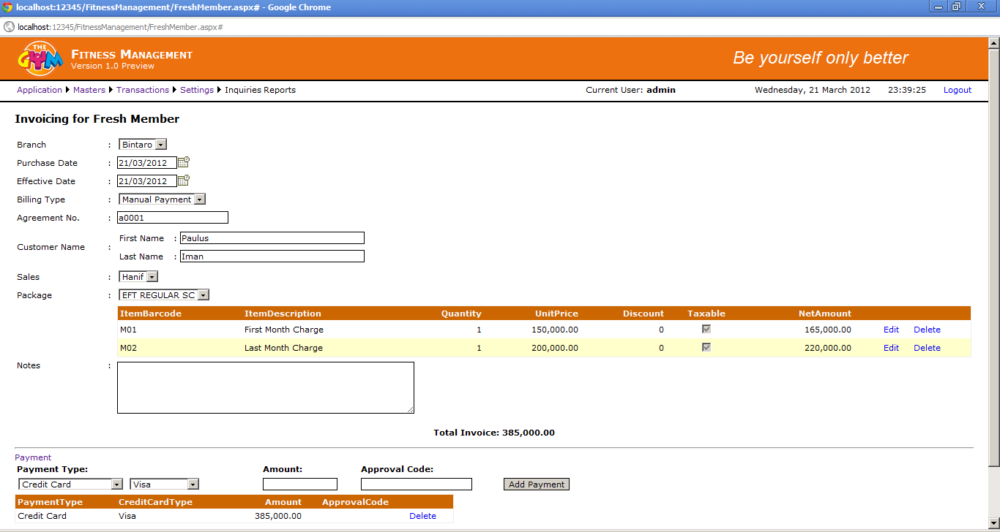 localhost:12345/FitnessManagement/FreshMember.aspx# - Google Chrome
localhost:12345/FitnessManagement/FreshMember.aspx#
THE GYM
Fitness Management
Version 1.0 Preview
Be yourself only better
Application Masters Transactions Settings Inquiries Reports Current User: admin Wednesday, 21 March 2012 23:39:25 Logout
Invoicing for Fresh Member
Branch : Bintaro
Purchase Date : 21/03/2012
Effective Date : 21/03/2012
Billing Type : Manual Payment
Agreement No. : a0001
Customer Name :
First Name : Paulus
Last Name : Iman
Sales : Hanif
Package : EFT REGULAR SC
ItemBarcode ItemDescription Quantity UnitPrice Discount Taxable NetAmount
M01 First Month Charge 1 150,000.00 0 165,000.00 Edit Delete
M02 Last Month Charge 1 200,000.00 0 220,000.00 Edit Delete
Notes :
Total Invoice: 385,000.00
Payment
Payment Type: Amount: Approval Code:
Credit Card Visa Add Payment
PaymentType CreditCardType Amount ApprovalCode
Credit Card Visa 385,000.00 Delete